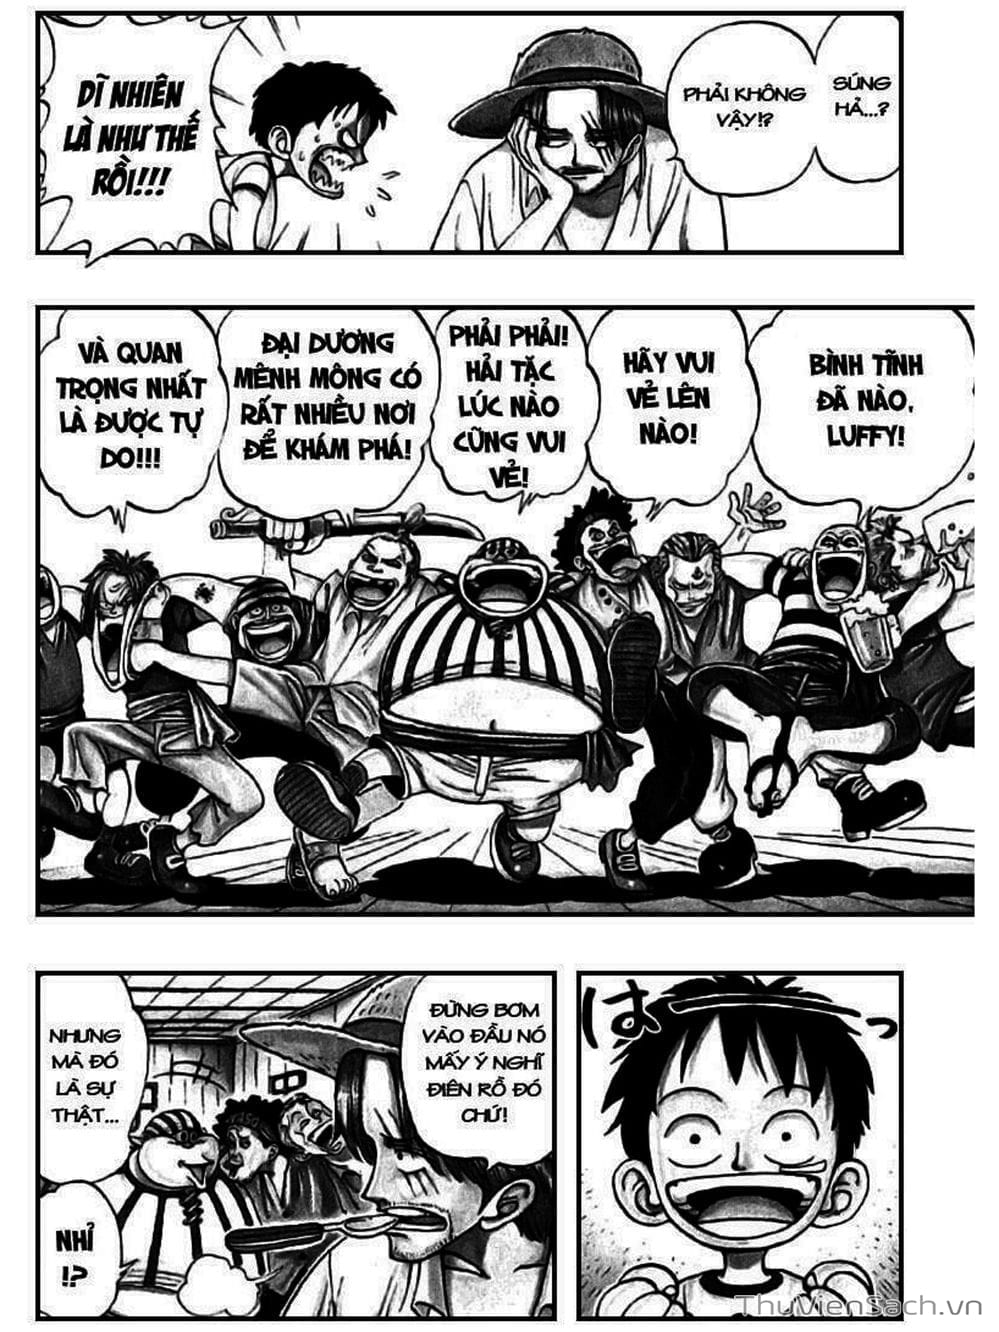 SÚNG
HẢ...?
PHẢI KHÔNG
VẬY!?
DĨ NHIÊN
LÀ NHƯ THẾ
RỒI!!!
BÌNH TĨNH
ĐÃ NÀO,
LUFFY!
HÃY VUI
VẺ LÊN
NÀO!
PHẢI PHẢI!
HẢI TẶC
LÚC NÀO
CŨNG VUI
VẺ!
ĐẠI DƯƠNG
MÊNH MÔNG CÓ
RẤT NHIỀU NƠI
ĐỂ KHÁM PHÁ!
VÀ QUAN
TRỌNG NHẤT
LÀ ĐƯỢC TỰ
DO!!!
はーっ
ĐỪNG BƠM
VÀO ĐẦU NÓ
MẤY Ý NGHĨ
ĐIÊN RỒ ĐÓ
CHỨ!
NHƯNG
MÀ ĐÓ
LÀ SỰ
THẬT...
NHỈ
!?
ThuVienSach.vn